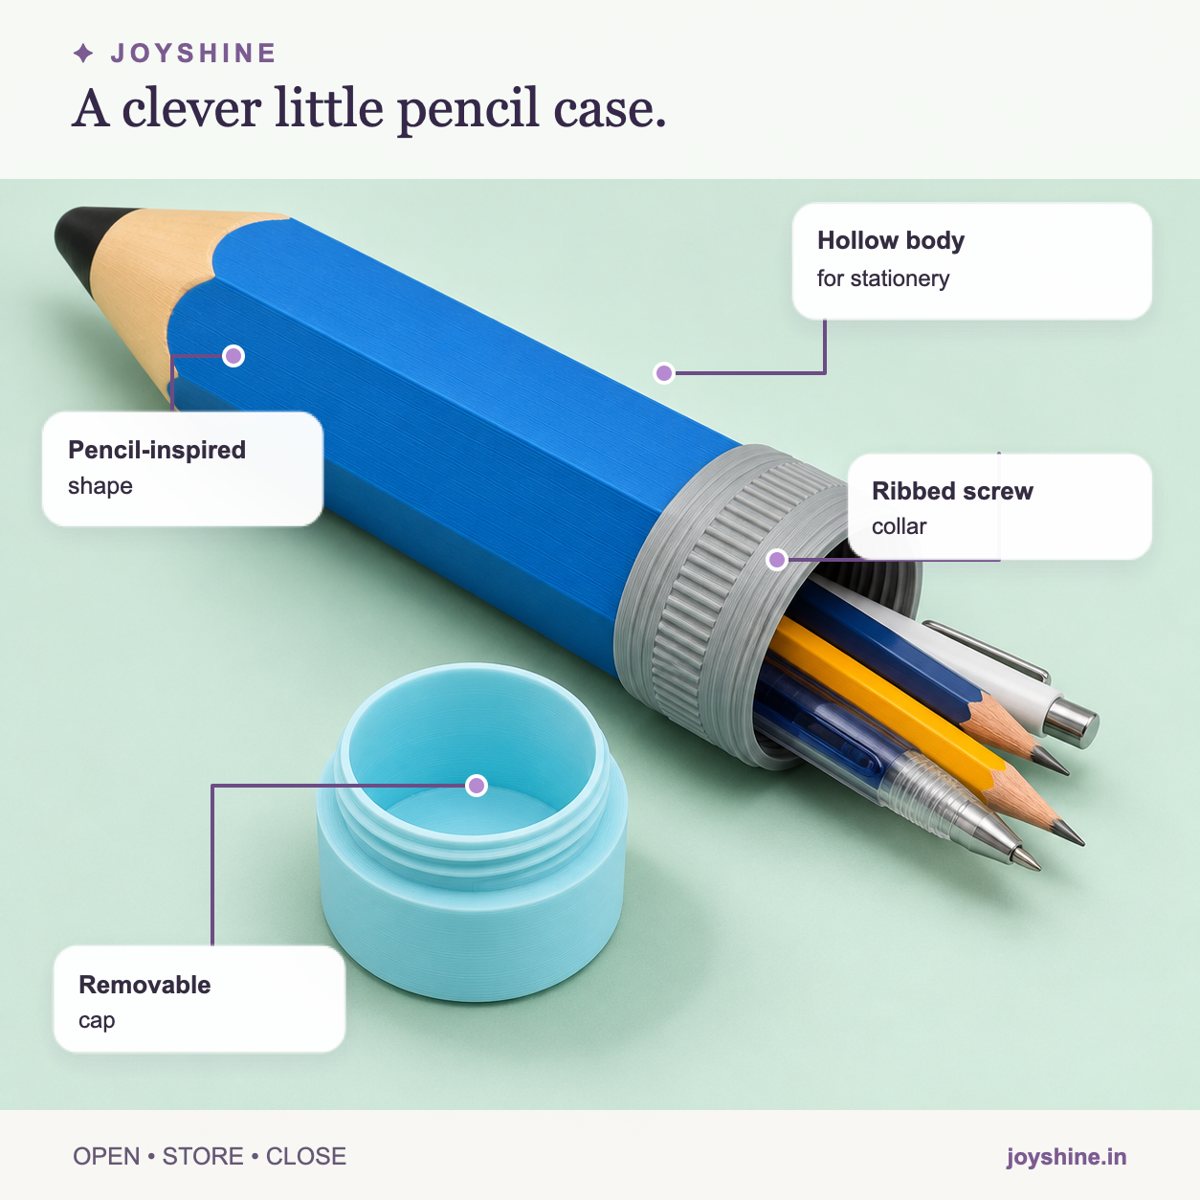 ✦ JOYSHINE
A clever little pencil case.
Hollow body
for stationery
Pencil-inspired
shape
Ribbed screw
collar
Removable
cap
OPEN • STORE • CLOSE
joyshine.in